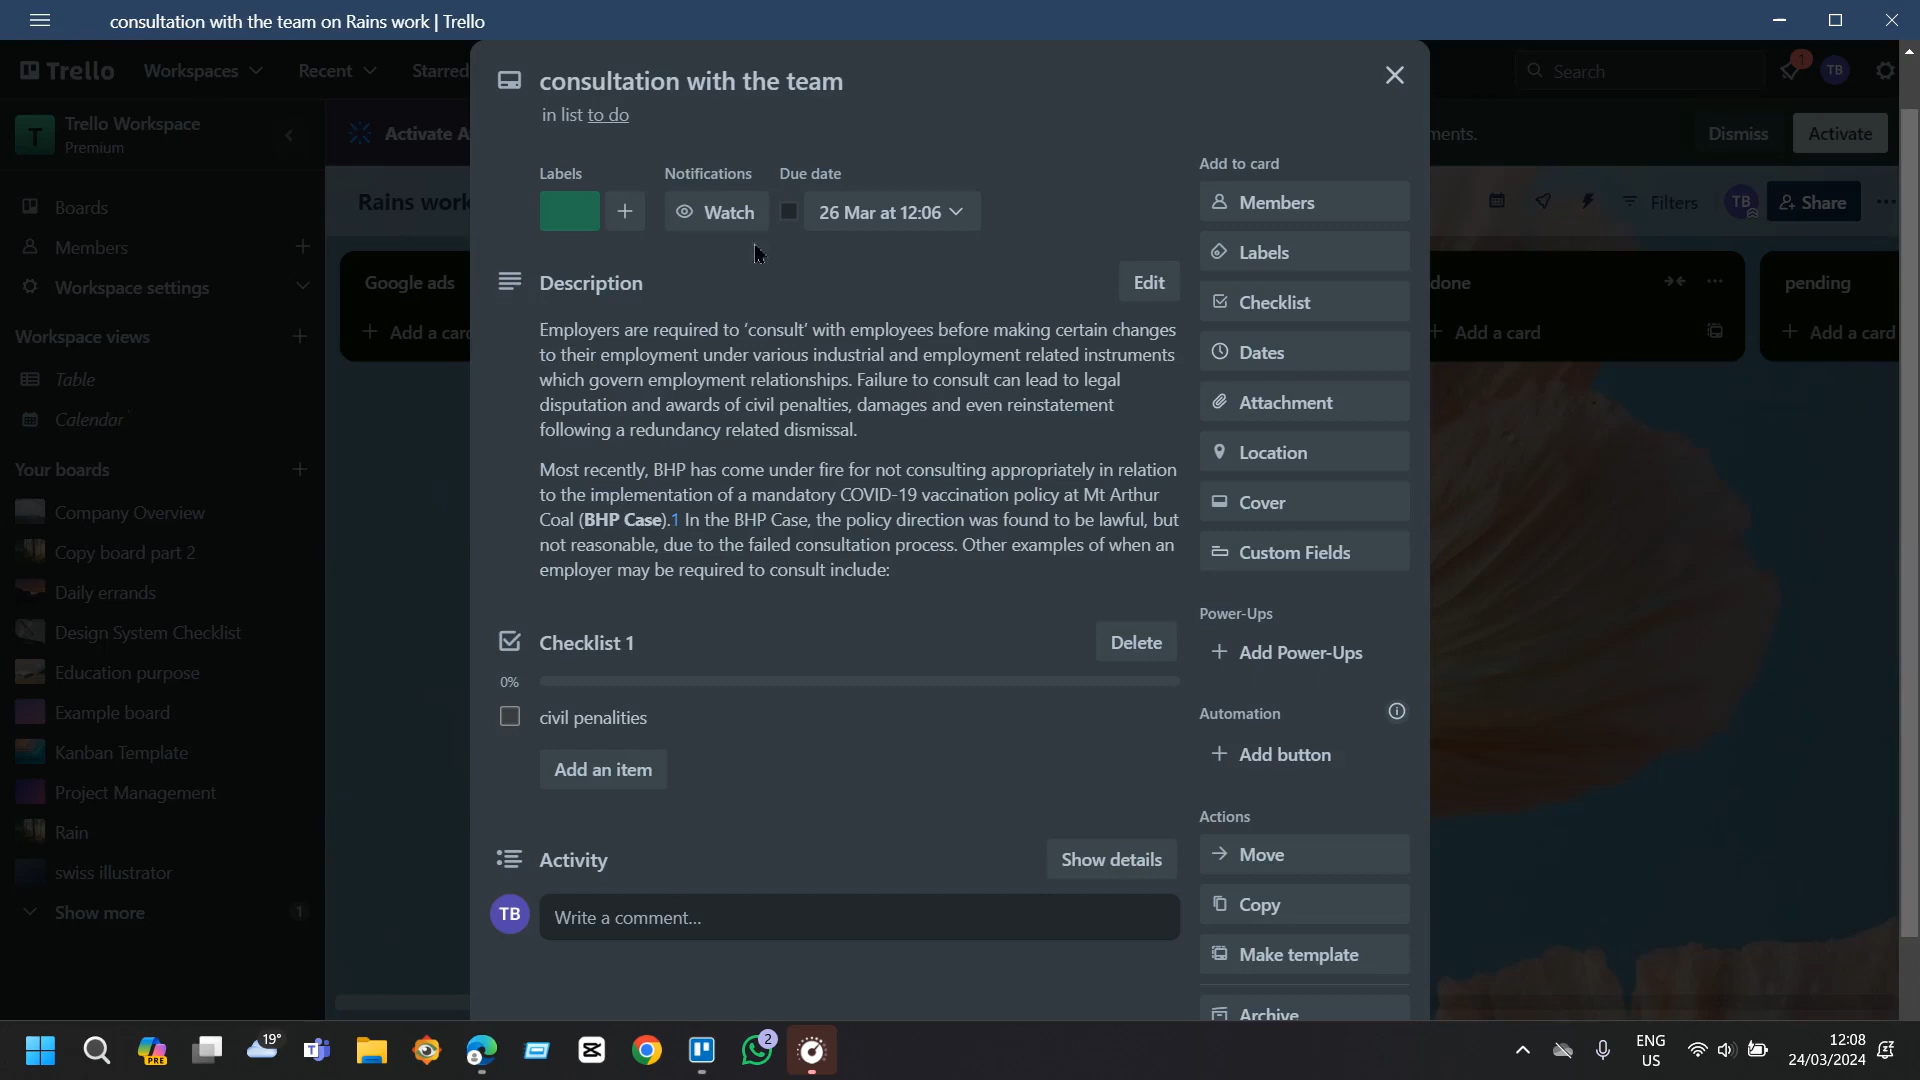 consultation with the team on Rains work | Trello
Trello
Workspaces
Recent
Starred
Search
1
TB
consultation with the team
in list to do
T
Trello Workspace
Premium
Activate A
ments.
Dismiss
Activate
Boards
Members
Workspace settings
Workspace views
Table
Calendar
Your boards
Company Overview
Copy board part 2
Daily errands
Design System Checklist
Education purpose
Example board
Kanban Template
Project Management
Rain
swiss illustrator
Show more
1
Rains work
Google ads
Add a card
Labels
Notifications
Due date
Watch
26 Mar at 12:06
Description
Edit
Employers are required to ‘consult’ with employees before making certain changes
to their employment under various industrial and employment related instruments
which govern employment relationships. Failure to consult can lead to legal
disputation and awards of civil penalties, damages and even reinstatement
following a redundancy related dismissal.
Most recently, BHP has come under fire for not consulting appropriately in relation
to the implementation of a mandatory COVID-19 vaccination policy at Mt Arthur
Coal (BHP Case).1 In the BHP Case, the policy direction was found to be lawful, but
not reasonable, due to the failed consultation process. Other examples of when an
employer may be required to consult include:
Checklist 1
Delete
0%
civil penalities
Add an item
Activity
Show details
TB
Write a comment...
Add to card
Members
Labels
Checklist
Dates
Attachment
Location
Cover
Custom Fields
Power-Ups
Add Power-Ups
Automation
Add button
Actions
Move
Copy
Make template
Archive
Filters
TB
Share
done
Add a card
pending
Add a card
19°
PRE
2
ENG
US
12:08
24/03/2024